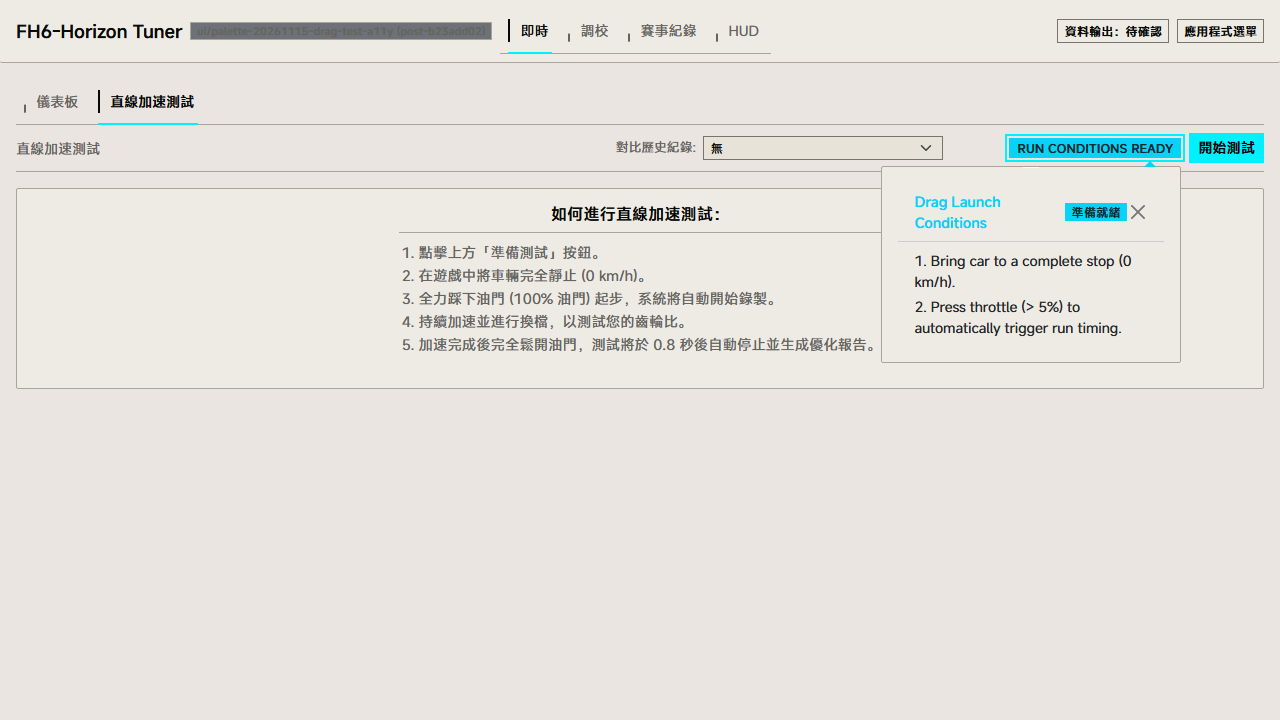 FH6-Horizon Tuner
即時
調校
賽事紀錄
HUD
資料輸出: 待確認
應用程式選單
儀表板
直線加速測試
直線加速測試
對比歷史紀錄:
無
RUN CONDITIONS READY
開始測試
如何進行直線加速測試:
1. 點擊上方「準備測試」按鈕。
2. 在遊戲中將車輛完全靜止 (0 km/h)。
3. 全力踩下油門 (100% 油門) 起步，系統將自動開始錄製。
4. 持續加速並進行換檔，以測試您的齒輪比。
5. 加速完成後完全鬆開油門，測試將於 0.8 秒後自動停止並生成優化報告。
Drag Launch
Conditions
準備就緒
1. Bring car to a complete stop (0
km/h).
2. Press throttle (> 5%) to
automatically trigger run timing.